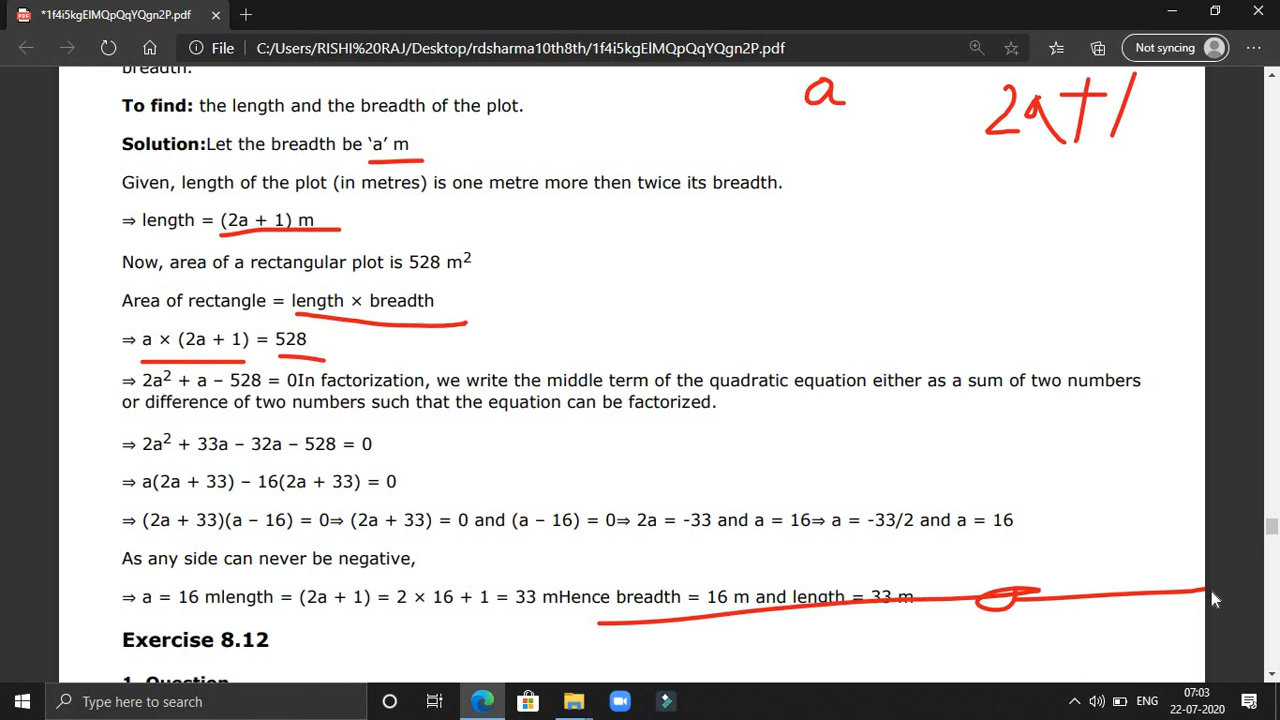 *1f4i5kgElMQpQqYQgn2P.pdf
File C:/Users/RISHI%20RAJ/Desktop/rdsharma10th8th/1f4i5kgElMQpQqYQgn2P.pdf Not syncing
breadth.
To find: the length and the breadth of the plot.
a 2a+1
Solution:Let the breadth be ‘a’ m
Given, length of the plot (in metres) is one metre more then twice its breadth.
⇒ length = (2a + 1) m
Now, area of a rectangular plot is 528 m²
Area of rectangle = length × breadth
⇒ a × (2a + 1) = 528
⇒ 2a² + a – 528 = 0In factorization, we write the middle term of the quadratic equation either as a sum of two numbers
or difference of two numbers such that the equation can be factorized.
⇒ 2a² + 33a – 32a – 528 = 0
⇒ a(2a + 33) – 16(2a + 33) = 0
⇒ (2a + 33)(a – 16) = 0⇒ (2a + 33) = 0 and (a – 16) = 0⇒ 2a = -33 and a = 16⇒ a = -33/2 and a = 16
As any side can never be negative,
⇒ a = 16 mlength = (2a + 1) = 2 × 16 + 1 = 33 mHence breadth = 16 m and length = 33 m
Exercise 8.12
1. Question
Type here to search
ENG
07:03
22-07-2020